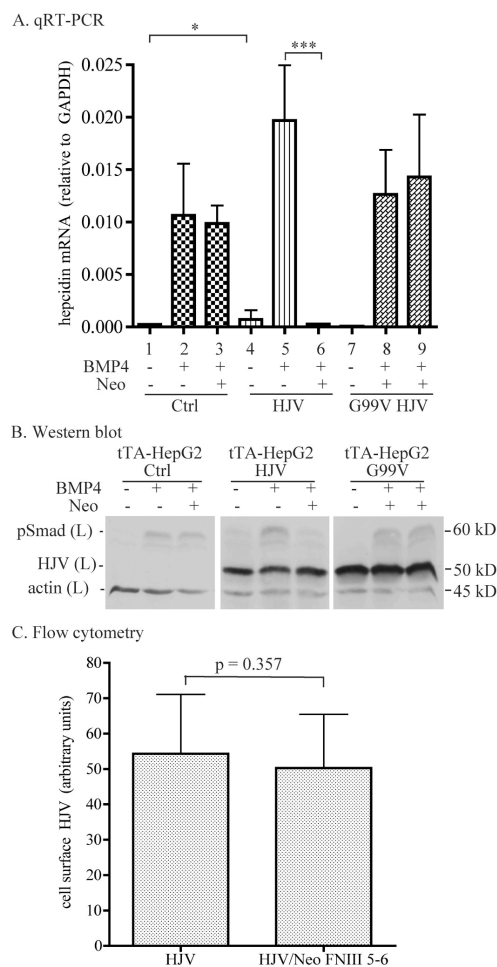 A. qRT-PCR
*
***
hepcidin mRNA (relative to GAPDH)
0.025
0.020
0.015
0.010
0.005
0.000
1 2 3 4 5 6 7 8 9
BMP4 - + + - + + - + +
Neo - - + - - + - + +
Ctrl HJV G99V HJV
B. Western blot
tTA-HepG2 tTA-HepG2 tTA-HepG2
Ctrl HJV G99V
BMP4 - + + - + + - + +
Neo - - + - - + - + +
pSmad (L) - - 60 kD
HJV (L) - - 50 kD
actin (L) - - 45 kD
C. Flow cytometry
p = 0.357
cell surface HJV (arbitrary units)
80
70
60
50
40
30
20
10
0
HJV HJV/Neo FNIII 5-6